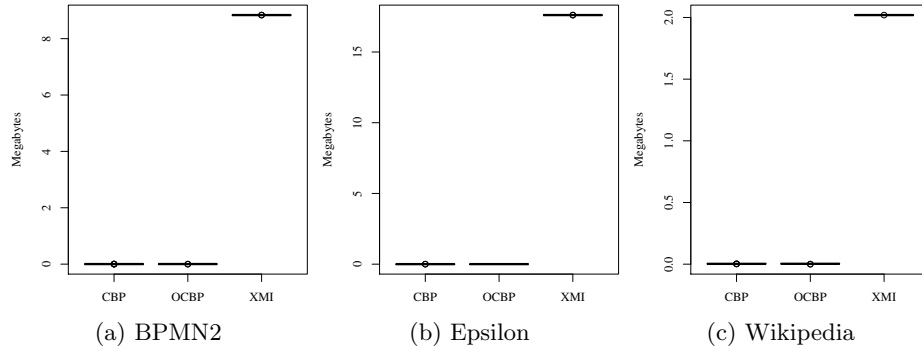 Megabytes
8
6
4
2
0
CBP OCBP XMI
(a) BPMN2
Megabytes
15
10
5
0
CBP OCBP XMI
(b) Epsilon
Megabytes
2.0
1.5
1.0
0.5
0.0
CBP OCBP XMI
(c) Wikipedia